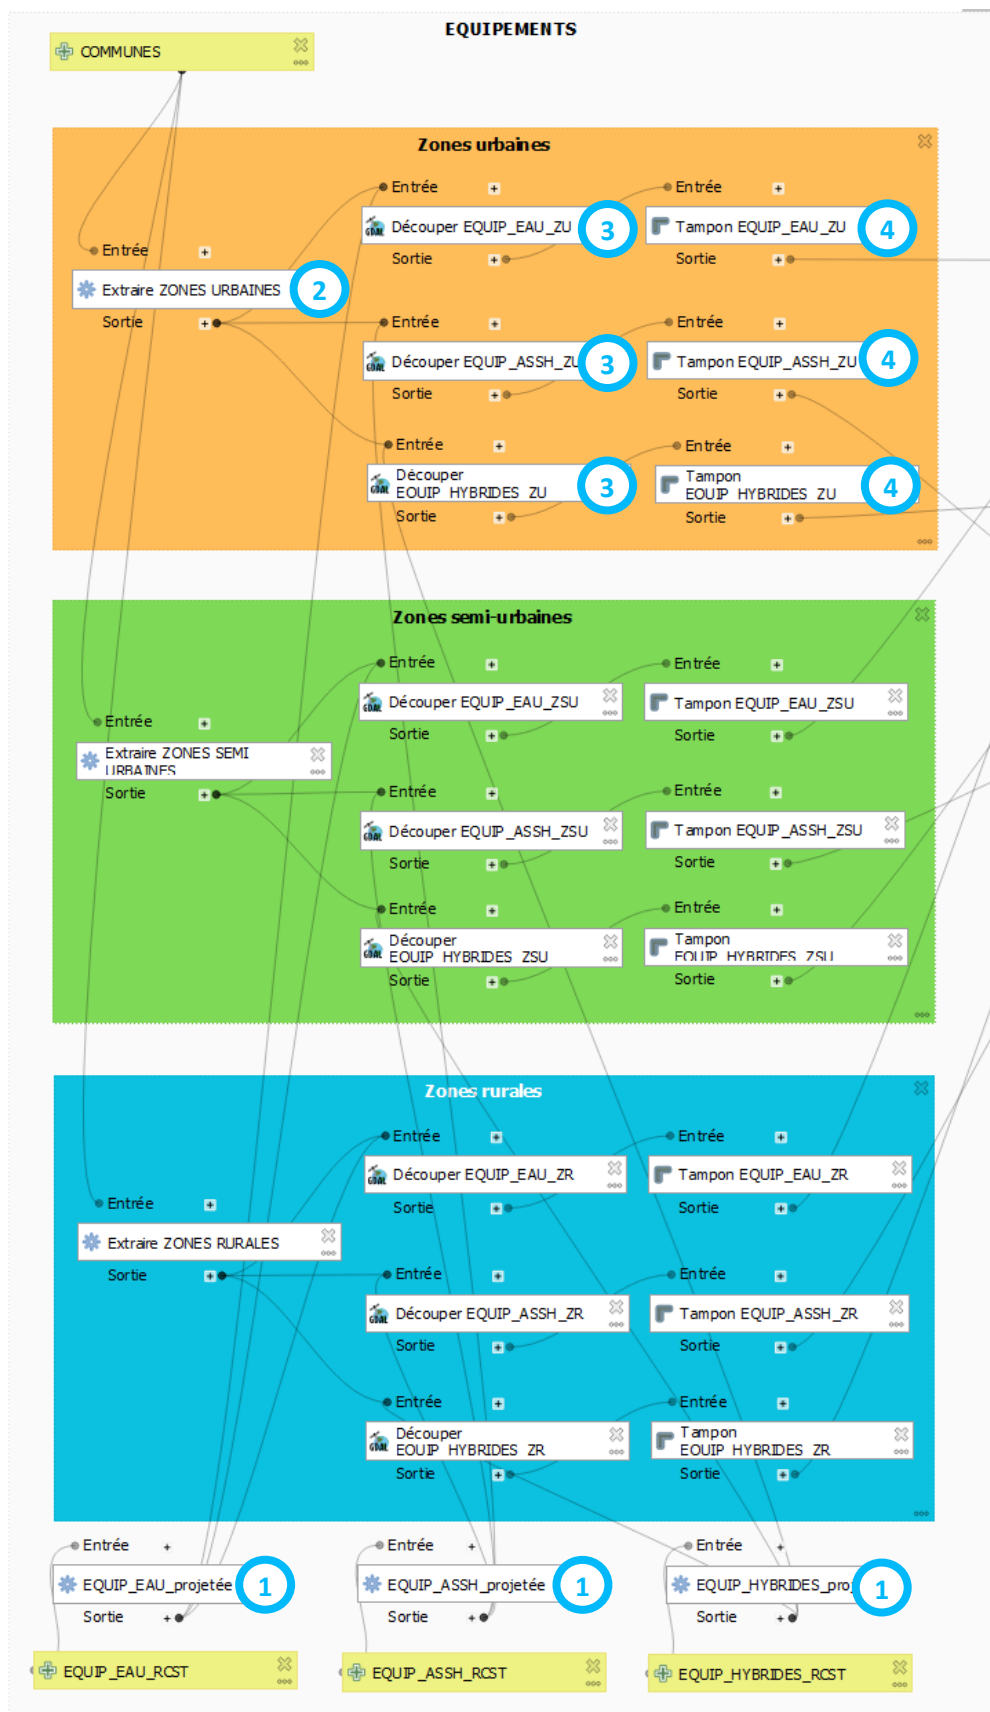 EQUIPEMENTS
COMMUNES
Zones urbaines
Entrée
Extraire ZONES URBAINES
2
Sortie
Entrée
Découper EQUIP_EAU_ZU
3
Sortie
Entrée
Tampon EQUIP_EAU_ZU
4
Sortie
Entrée
Découper EQUIP_ASSH_ZU
3
Sortie
Entrée
Tampon EQUIP_ASSH_ZU
4
Sortie
Entrée
Découper
EQUIP_HYBRIDES_ZU
3
Sortie
Entrée
Tampon
EQUIP_HYBRIDES_ZU
4
Sortie
Zones semi-urbaines
Entrée
Extraire ZONES SEMI
URBAINES
Sortie
Entrée
Découper EQUIP_EAU_ZSU
Sortie
Entrée
Tampon EQUIP_EAU_ZSU
Sortie
Entrée
Découper EQUIP_ASSH_ZSU
Sortie
Entrée
Tampon EQUIP_ASSH_ZSU
Sortie
Entrée
Découper
EQUIP_HYBRIDES_ZSU
Sortie
Entrée
Tampon
EQUIP_HYBRIDES_ZSU
Sortie
Zones rurales
Entrée
Extraire ZONES RURALES
Sortie
Entrée
Découper EQUIP_EAU_ZR
Sortie
Entrée
Tampon EQUIP_EAU_ZR
Sortie
Entrée
Découper EQUIP_ASSH_ZR
Sortie
Entrée
Tampon EQUIP_ASSH_ZR
Sortie
Entrée
Découper
EQUIP_HYBRIDES_ZR
Sortie
Entrée
Tampon
EQUIP_HYBRIDES_ZR
Sortie
Entrée
EQUIP_EAU_projetée
1
Sortie
EQUIP_EAU_RCST
Entrée
EQUIP_ASSH_projetée
1
Sortie
EQUIP_ASSH_RCST
Entrée
EQUIP_HYBRIDES_proj
1
Sortie
EQUIP_HYBRIDES_RCST